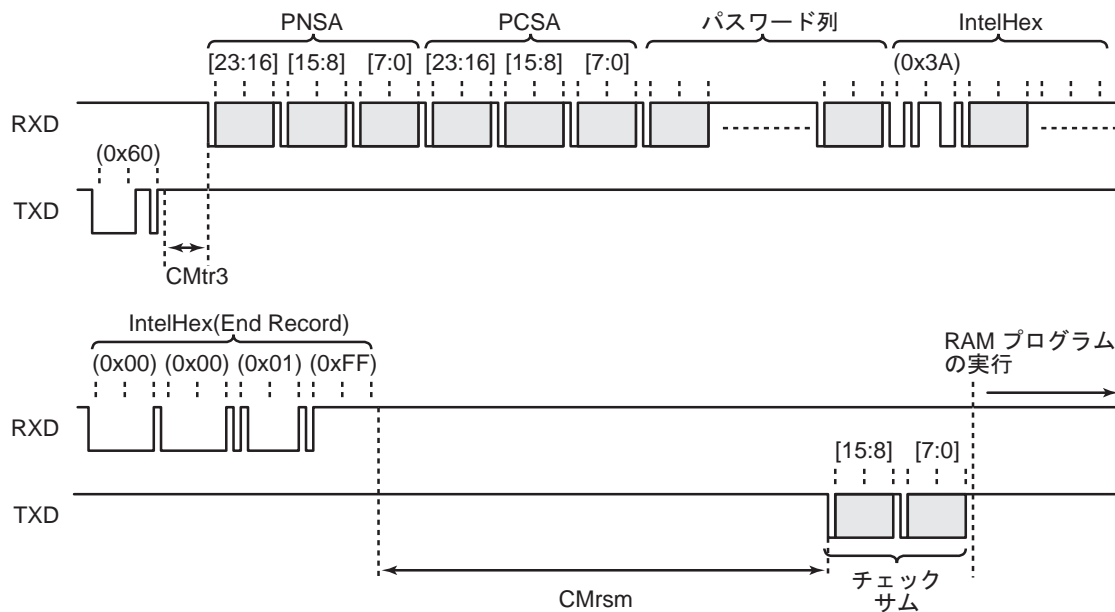 PNSA PCSA パスワード列 IntelHex
[23:16] [15:8] [7:0] [23:16] [15:8] [7:0] (0x3A)
RXD
(0x60)
TXD
CMtr3
IntelHex(End Record)
(0x00) (0x00) (0x01) (0xFF)
RAM プログラム
の実行
RXD
[15:8] [7:0]
TXD
CMrsm
チェック
サム